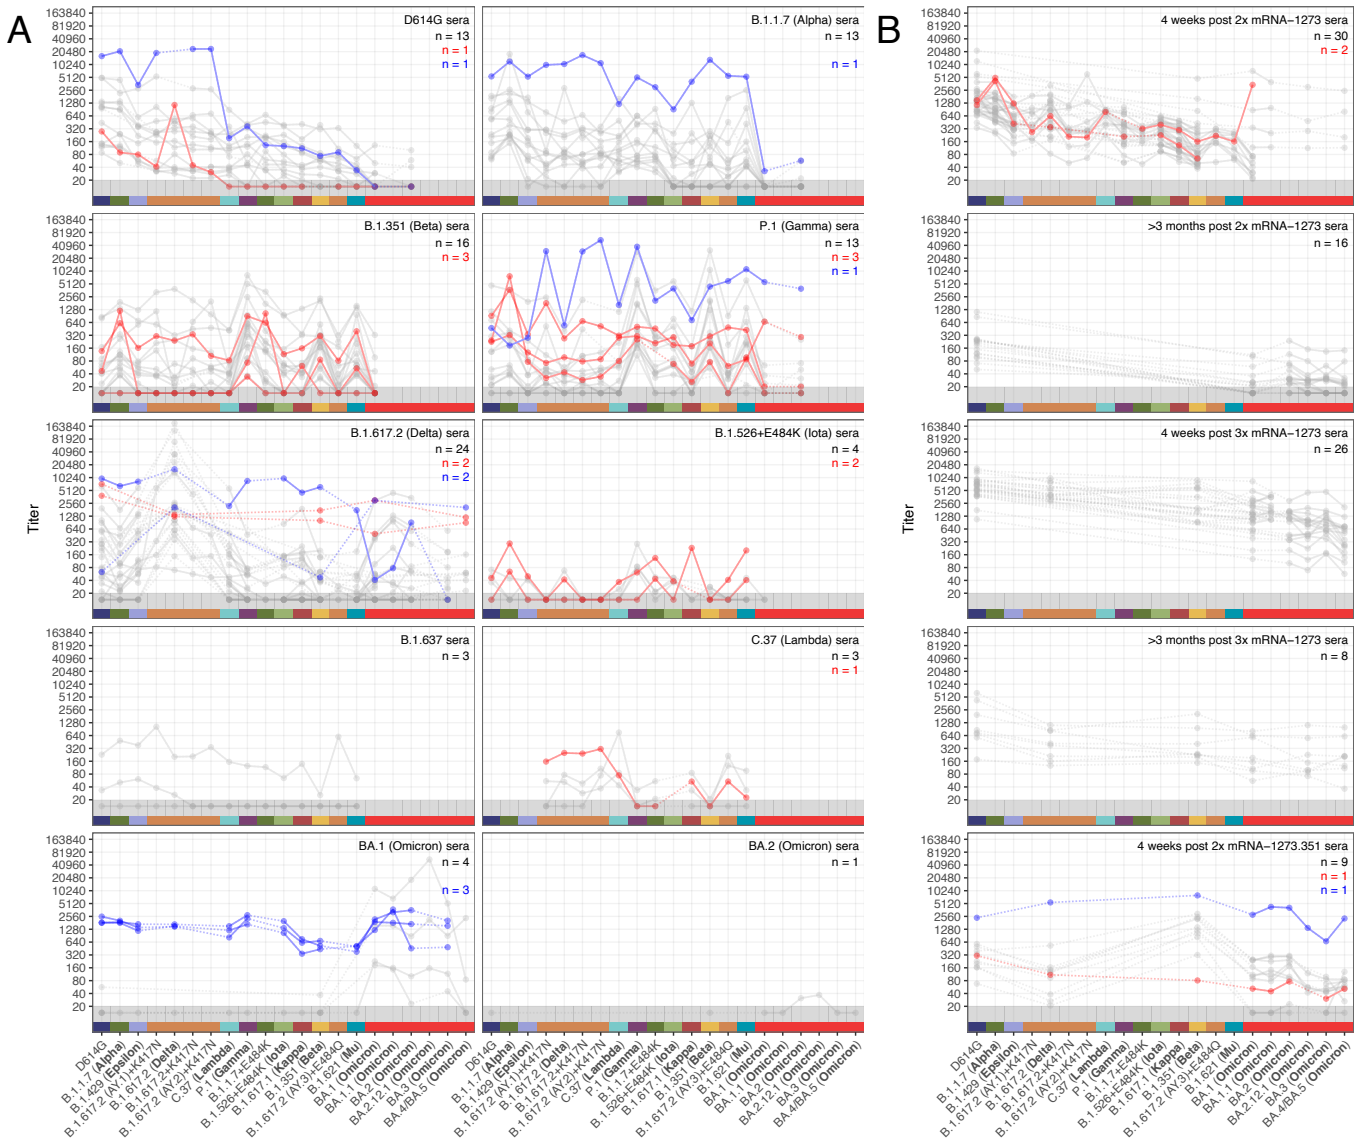 A
B
D614G sera
n = 13
n = 1
n = 1
B.1.1.7 (Alpha) sera
n = 13
n = 1
4 weeks post 2x mRNA−1273 sera
n = 30
n = 2
163840
81920
40960
20480
10240
5120
2560
1280
640
320
160
80
40
20
B.1.351 (Beta) sera
n = 16
n = 3
P.1 (Gamma) sera
n = 13
n = 3
n = 1
>3 months post 2x mRNA−1273 sera
n = 16
B.1.617.2 (Delta) sera
n = 24
n = 2
n = 2
B.1.526+E484K (Iota) sera
n = 4
n = 2
4 weeks post 3x mRNA−1273 sera
n = 26
Titer
Titer
B.1.637 sera
n = 3
C.37 (Lambda) sera
n = 3
n = 1
>3 months post 3x mRNA−1273 sera
n = 8
BA.1 (Omicron) sera
n = 4
n = 3
BA.2 (Omicron) sera
n = 1
4 weeks post 2x mRNA−1273.351 sera
n = 9
n = 1
n = 1
D614G
B.1.1.7 (Alpha)
B.1.429 (Epsilon)
B.1.617.2 (AY.1)+K417N
B.1.617.2 (Delta)
B.1.617.2+K417N
B.1.617.2 (AY.2)+K417N
C.37 (Lambda)
P.1 (Gamma)
B.1.1.7+E484K
B.1.526+E484K (Iota)
B.1.617.1 (Kappa)
B.1.351 (Beta)
B.1.617.2 (AY.3)+E484Q
B.1.621 (Mu)
BA.1 (Omicron)
BA.1.1 (Omicron)
BA.2 (Omicron)
BA.2.12.1 (Omicron)
BA.3 (Omicron)
BA.4/BA.5 (Omicron)